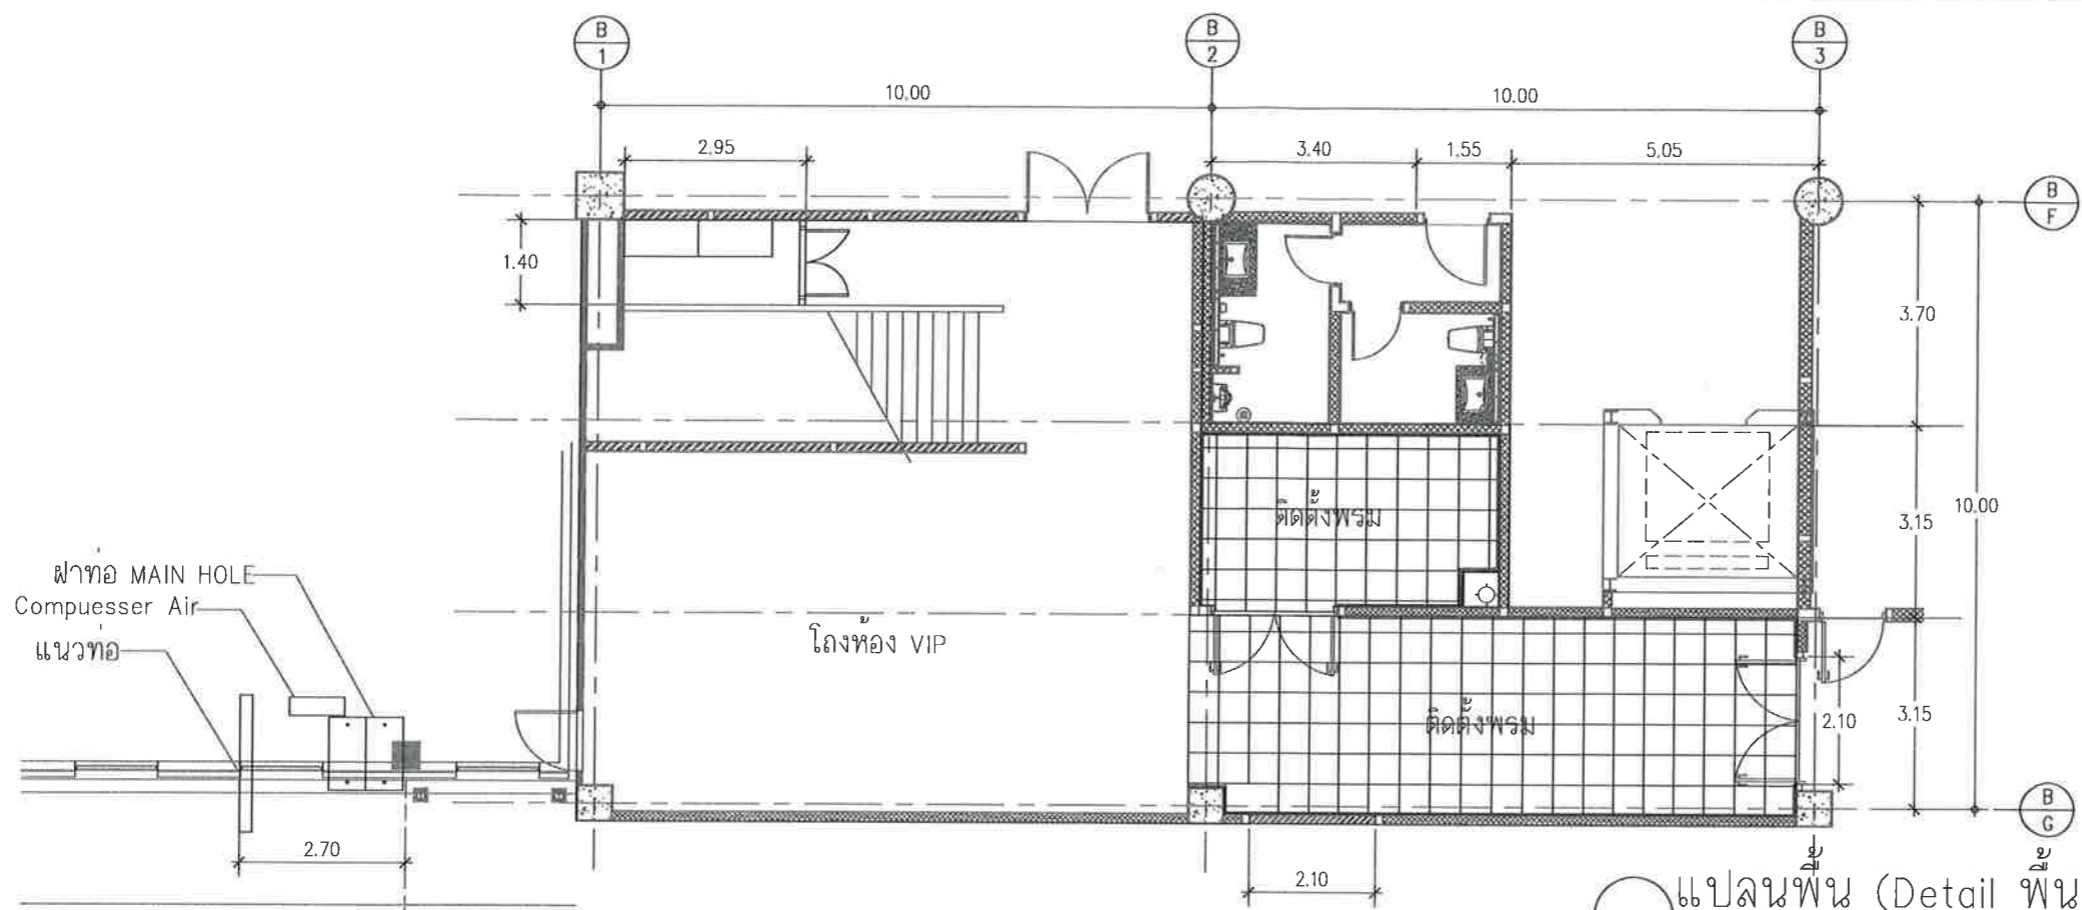 B
1
B
2
B
3
10.00
10.00
2.95
3.40
1.55
5.05
B
F
1.40
3.70
ติดตั้งพรม
3.15
10.00
ฝาท่อ MAIN HOLE
Compuesser Air
แนวท่อ
โถงห้อง VIP
ติดตั้งพรม
2.10
3.15
B
G
2.70
2.10
แปลนพื้น (Detail พื้น